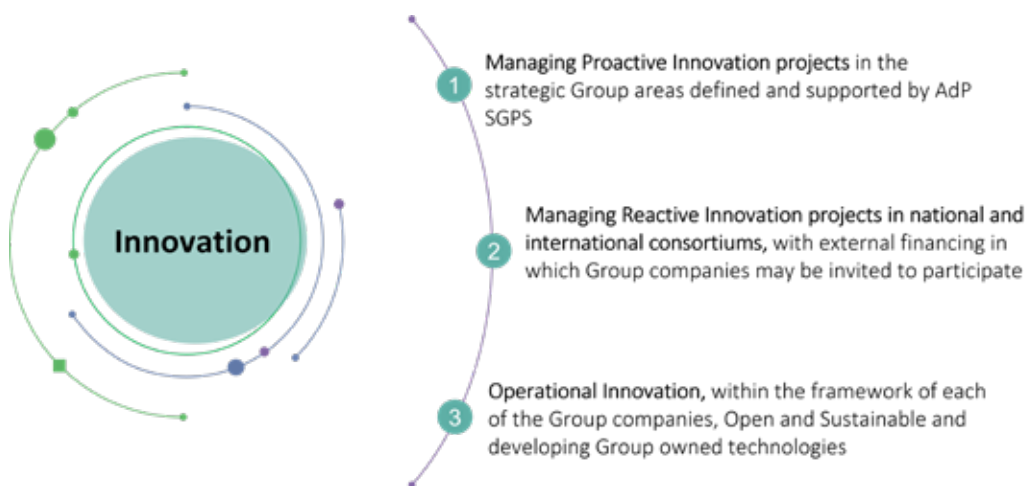 Innovation
1
Managing Proactive Innovation projects in the
strategic Group areas defined and supported by AdP
SGPS
2
Managing Reactive Innovation projects in national and
international consortiums, with external financing in
which Group companies may be invited to participate
3
Operational Innovation, within the framework of each
of the Group companies, Open and Sustainable and
developing Group owned technologies